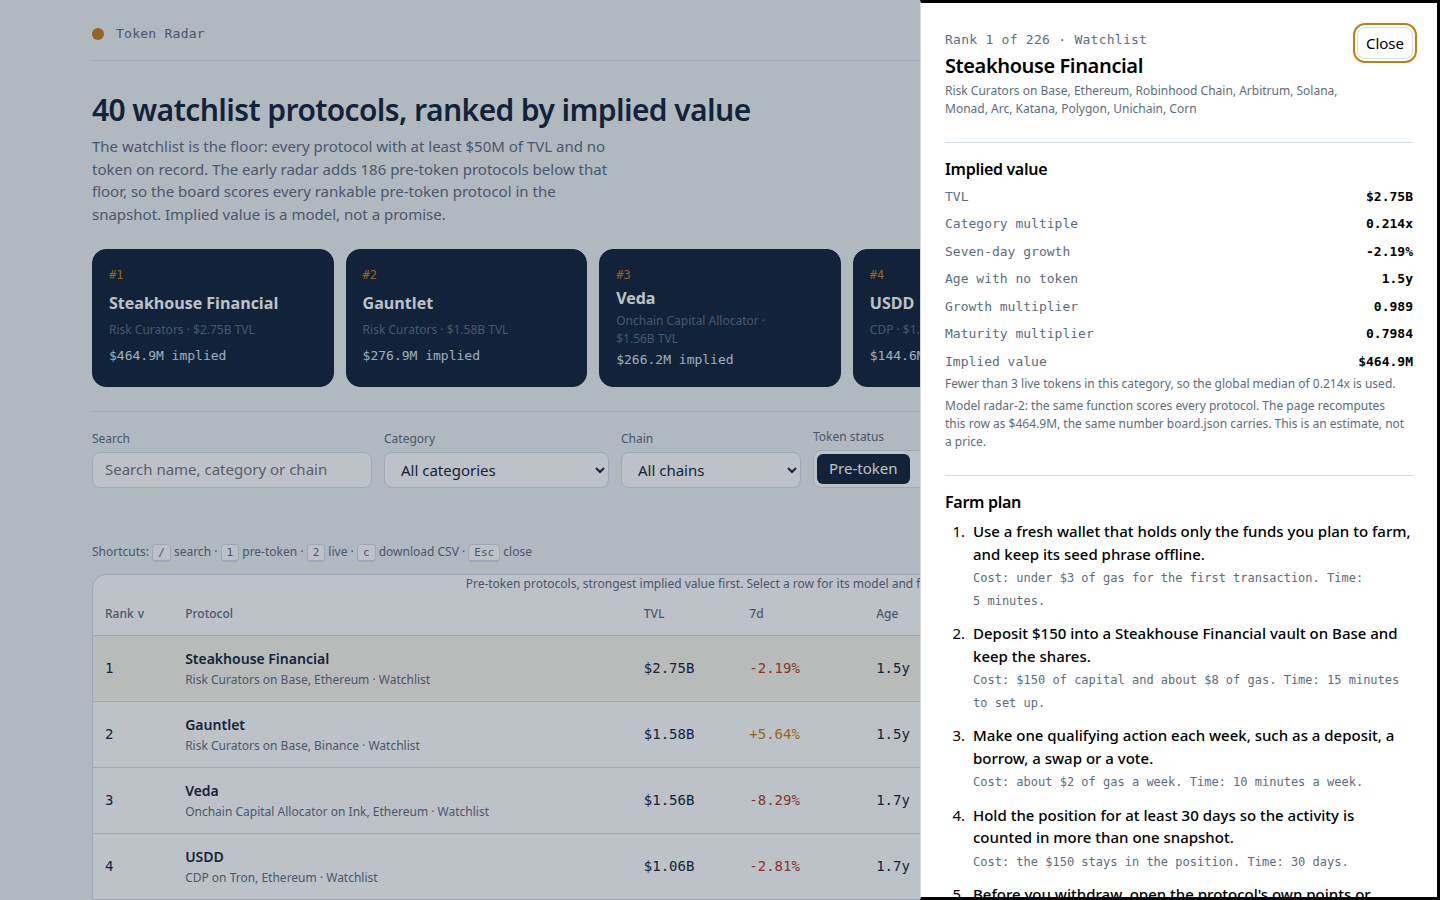 Token Radar
40 watchlist protocols, ranked by implied value
The watchlist is the floor: every protocol with at least $50M of TVL and no
token on record. The early radar adds 186 pre-token protocols below that
floor, so the board scores every rankable pre-token protocol in the
snapshot. Implied value is a model, not a promise.
#1
Steakhouse Financial
Risk Curators · $2.75B TVL
$464.9M implied
#2
Gauntlet
Risk Curators · $1.58B TVL
$276.9M implied
#3
Veda
Onchain Capital Allocator ·
$1.56B TVL
$266.2M implied
#4
USDD
CDP · $1.
$144.6M
Search
Search name, category or chain
Category
All categories
Chain
All chains
Token status
Pre-token
Shortcuts: / search · 1 pre-token · 2 live · c download CSV · Esc close
Pre-token protocols, strongest implied value first. Select a row for its model and f
Rank v Protocol TVL 7d Age
1 Steakhouse Financial $2.75B -2.19% 1.5y
Risk Curators on Base, Ethereum · Watchlist
2 Gauntlet $1.58B +5.64% 1.5y
Risk Curators on Base, Binance · Watchlist
3 Veda $1.56B -8.29% 1.7y
Onchain Capital Allocator on Ink, Ethereum · Watchlist
4 USDD $1.06B -2.81% 1.7y
CDP on Tron, Ethereum · Watchlist
Rank 1 of 226 · Watchlist
Close
Steakhouse Financial
Risk Curators on Base, Ethereum, Robinhood Chain, Arbitrum, Solana,
Monad, Arc, Katana, Polygon, Unichain, Corn
Implied value
TVL $2.75B
Category multiple 0.214x
Seven-day growth -2.19%
Age with no token 1.5y
Growth multiplier 0.989
Maturity multiplier 0.7984
Implied value $464.9M
Fewer than 3 live tokens in this category, so the global median of 0.214x is used.
Model radar-2: the same function scores every protocol. The page recomputes
this row as $464.9M, the same number board.json carries. This is an estimate, not
a price.
Farm plan
1. Use a fresh wallet that holds only the funds you plan to farm,
and keep its seed phrase offline.
Cost: under $3 of gas for the first transaction. Time:
5 minutes.
2. Deposit $150 into a Steakhouse Financial vault on Base and
keep the shares.
Cost: $150 of capital and about $8 of gas. Time: 15 minutes
to set up.
3. Make one qualifying action each week, such as a deposit, a
borrow, a swap or a vote.
Cost: about $2 of gas a week. Time: 10 minutes a week.
4. Hold the position for at least 30 days so the activity is
counted in more than one snapshot.
Cost: the $150 stays in the position. Time: 30 days.
5. Before you withdraw, open the protocol's own points or